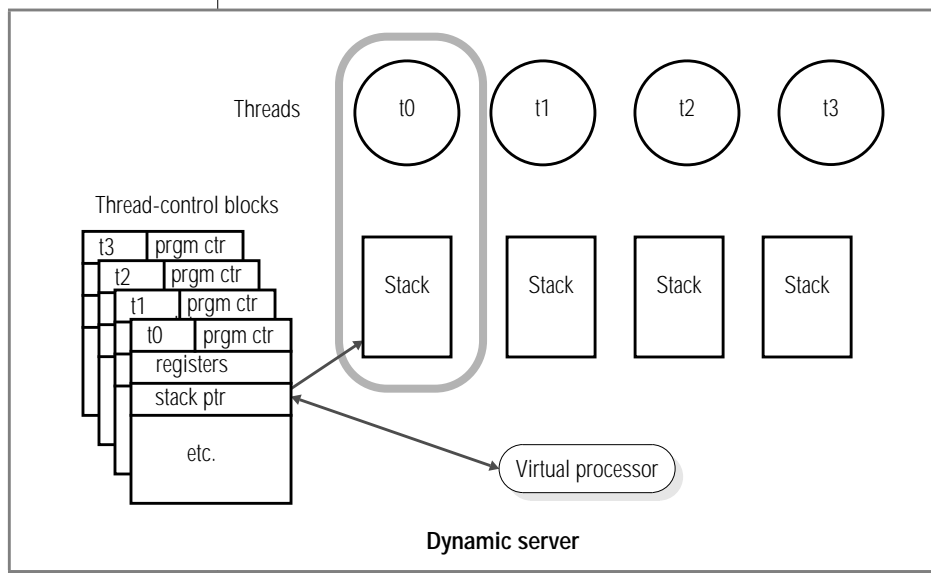 Threads
t0
t1
t2
t3
Thread-control blocks
t3 prgm ctr
t2 prgm ctr
t1 prgm ctr
t0 prgm ctr
registers
stack ptr
etc.
Stack
Stack
Stack
Stack
Virtual processor
Dynamic server